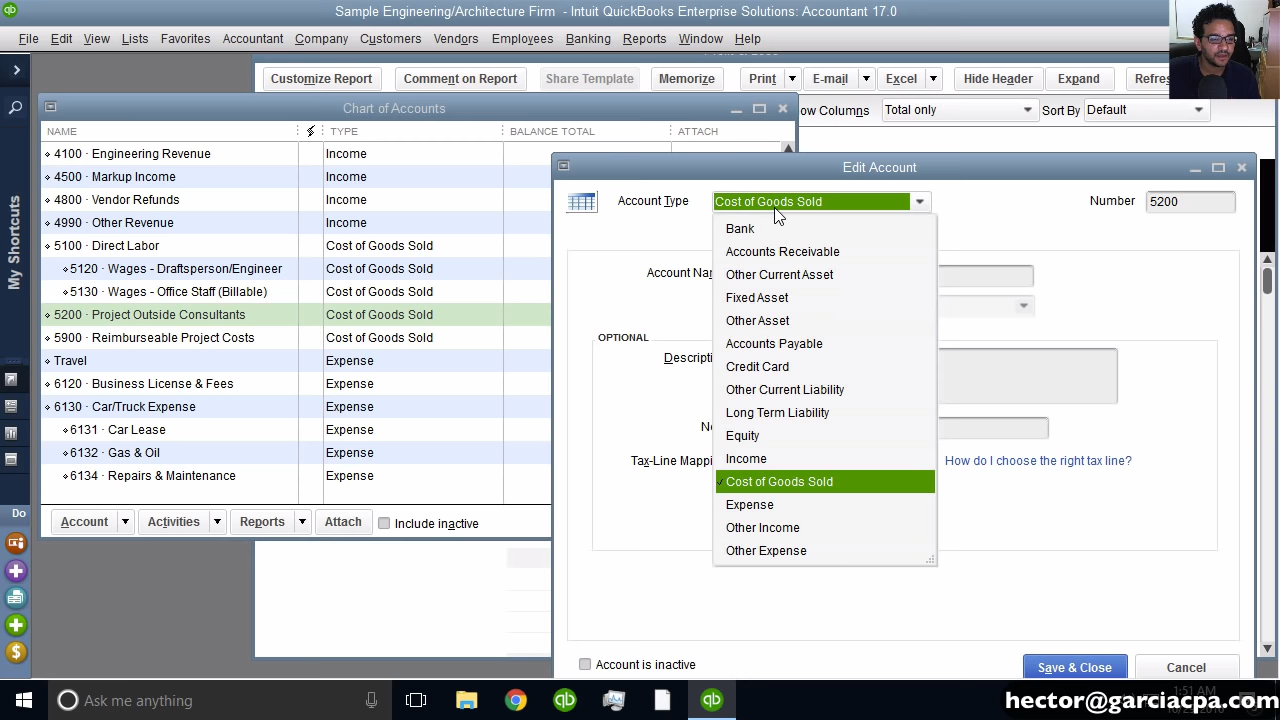 Sample Engineering/Architecture Firm - Intuit QuickBooks Enterprise Solutions: Accountant 17.0
File Edit View Lists Favorites Accountant Company Customers Vendors Employees Banking Reports Window Help
Customize Report Comment on Report Share Template Memorize Print E-mail Excel Hide Header Expand Refres
ow Columns Total only Sort By Default
My Shortcuts
Do
Chart of Accounts
NAME TYPE BALANCE TOTAL ATTACH
4100 · Engineering Revenue Income
4500 · Markup Income Income
4800 · Vendor Refunds Income
4990 · Other Revenue Income
5100 · Direct Labor Cost of Goods Sold
5120 · Wages - Draftsperson/Engineer Cost of Goods Sold
5130 · Wages - Office Staff (Billable) Cost of Goods Sold
5200 · Project Outside Consultants Cost of Goods Sold
5900 · Reimburseable Project Costs Cost of Goods Sold
Travel Expense
6120 · Business License & Fees Expense
6130 · Car/Truck Expense Expense
6131 · Car Lease Expense
6132 · Gas & Oil Expense
6134 · Repairs & Maintenance Expense
Account Activities Reports Attach Include inactive
Edit Account
Account Type Cost of Goods Sold Number 5200
Bank
Accounts Receivable
Other Current Asset
Fixed Asset
Other Asset
Accounts Payable
Credit Card
Other Current Liability
Long Term Liability
Equity
Income
Cost of Goods Sold
Expense
Other Income
Other Expense
Account Nam
OPTIONAL
Descripti
No
Tax-Line Mappi
How do I choose the right tax line?
Account is inactive
Save & Close Cancel
Ask me anything
1:51 AM
hector@garciacpa.com